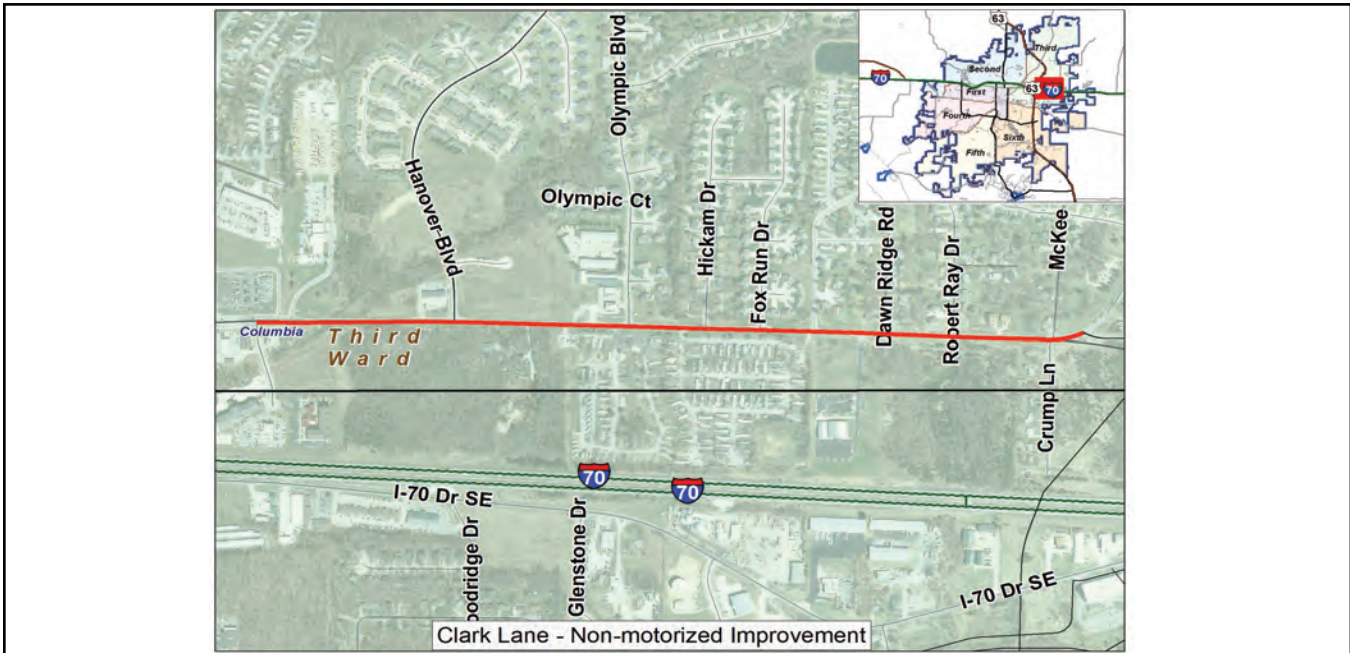 63
Third
Second
70
63
70
First
Fourth
Sixth
Fifth
Olympic Blvd
Hanover Blvd
Olympic Ct
Hickam Dr
Fox Run Dr
Dawn Ridge Rd
Robert Ray Dr
McKee
Columbia
Third
Ward
Crump Ln
70
70
I-70 Dr SE
oodridge Dr
Glenstone Dr
I-70 Dr SE
Clark Lane - Non-motorized Improvement